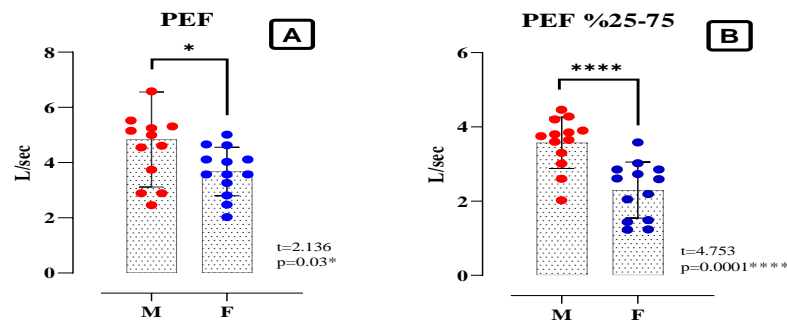 PEF
A
*
8
6
4
2
0
L/sec
t=2.136
p=0.03*
M F
PEF %25-75
B
****
6
4
2
0
L/sec
t=4.753
p=0.0001****
M F